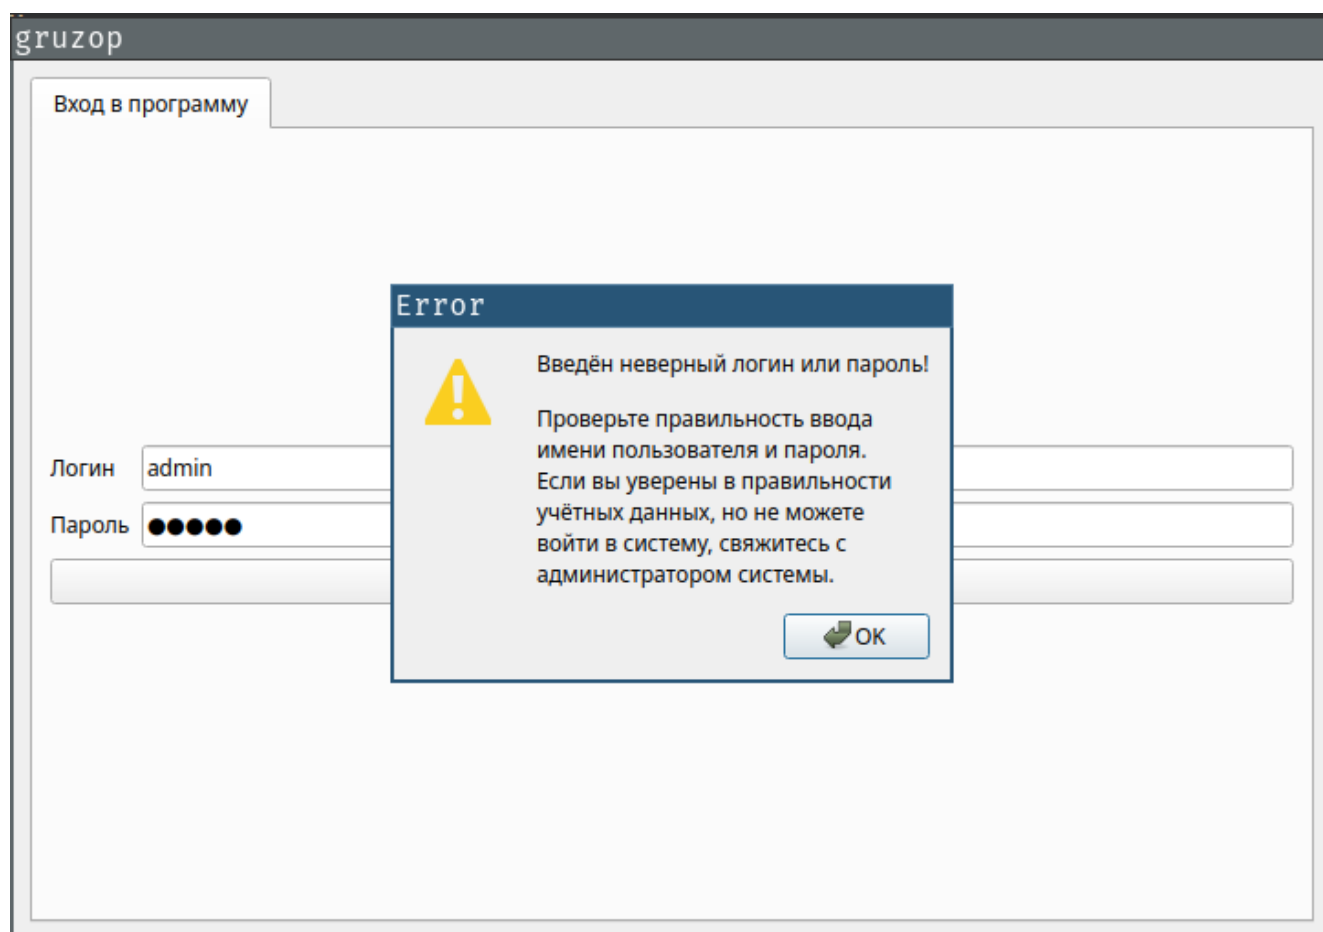 gruzop
Вход в программу
Error
Введён неверный логин или пароль!
Проверьте правильность ввода
имени пользователя и пароля.
Если вы уверены в правильности
учётных данных, но не можете
войти в систему, свяжитесь с
администратором системы.
OK
Логин admin
Пароль ●●●●●